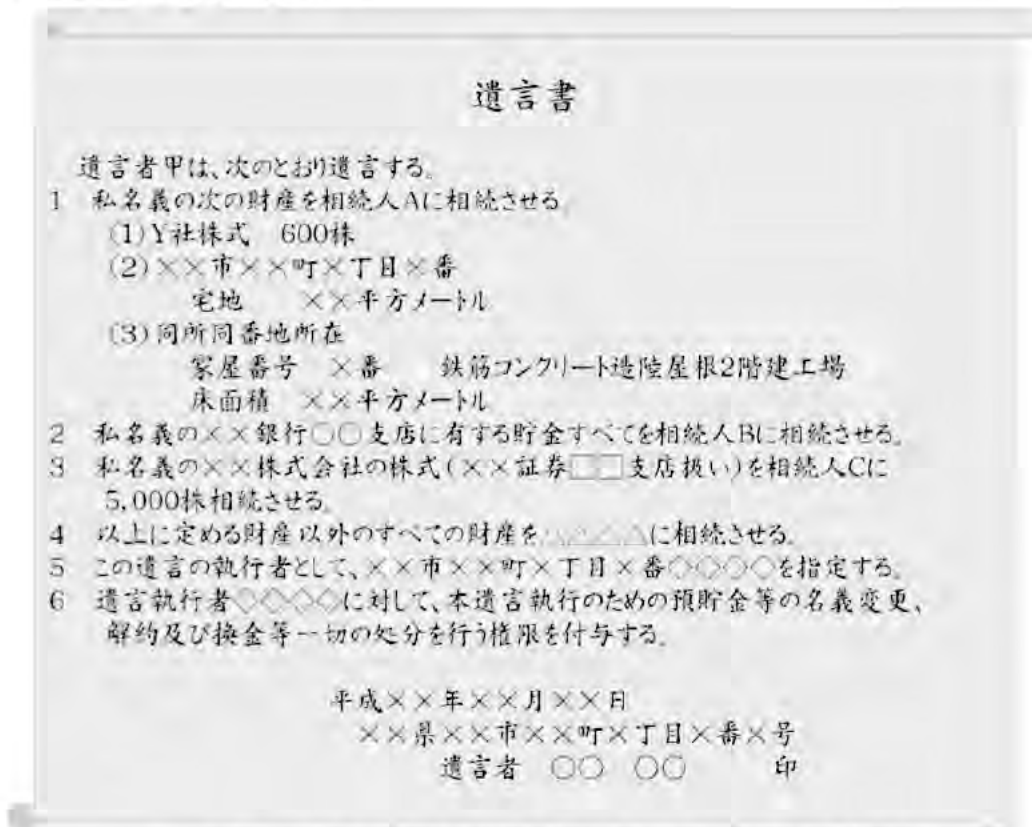 遺言書
遺言者甲は、次のとおり遺言する。
1 私名義の次の財産を相続人Aに相続させる。
(1)Y社株式 600株
(2)××市××町×丁目×番
宅地 ××平方メートル
(3)同所同番地所在
家屋番号 ×番 鉄筋コンクリート造陸屋根2階建工場
床面積 ××平方メートル
2 私名義の××銀行○○支店に有する貯金すべてを相続人Bに相続させる。
3 私名義の××株式会社の株式(××証券□□支店扱い)を相続人Cに
5,000株相続させる。
4 以上に定める財産以外のすべての財産を△△△△に相続させる。
5 この遺言の執行者として、××市××町×丁目×番◇◇◇◇を指定する。
6 遺言執行者◇◇◇◇に対して、本遺言執行のための預貯金等の名義変更、
解約及び換金等一切の処分を行う権限を付与する。
平成××年××月××日
××県××市××町×丁目×番×号
遺言者 ○○ ○○ 印